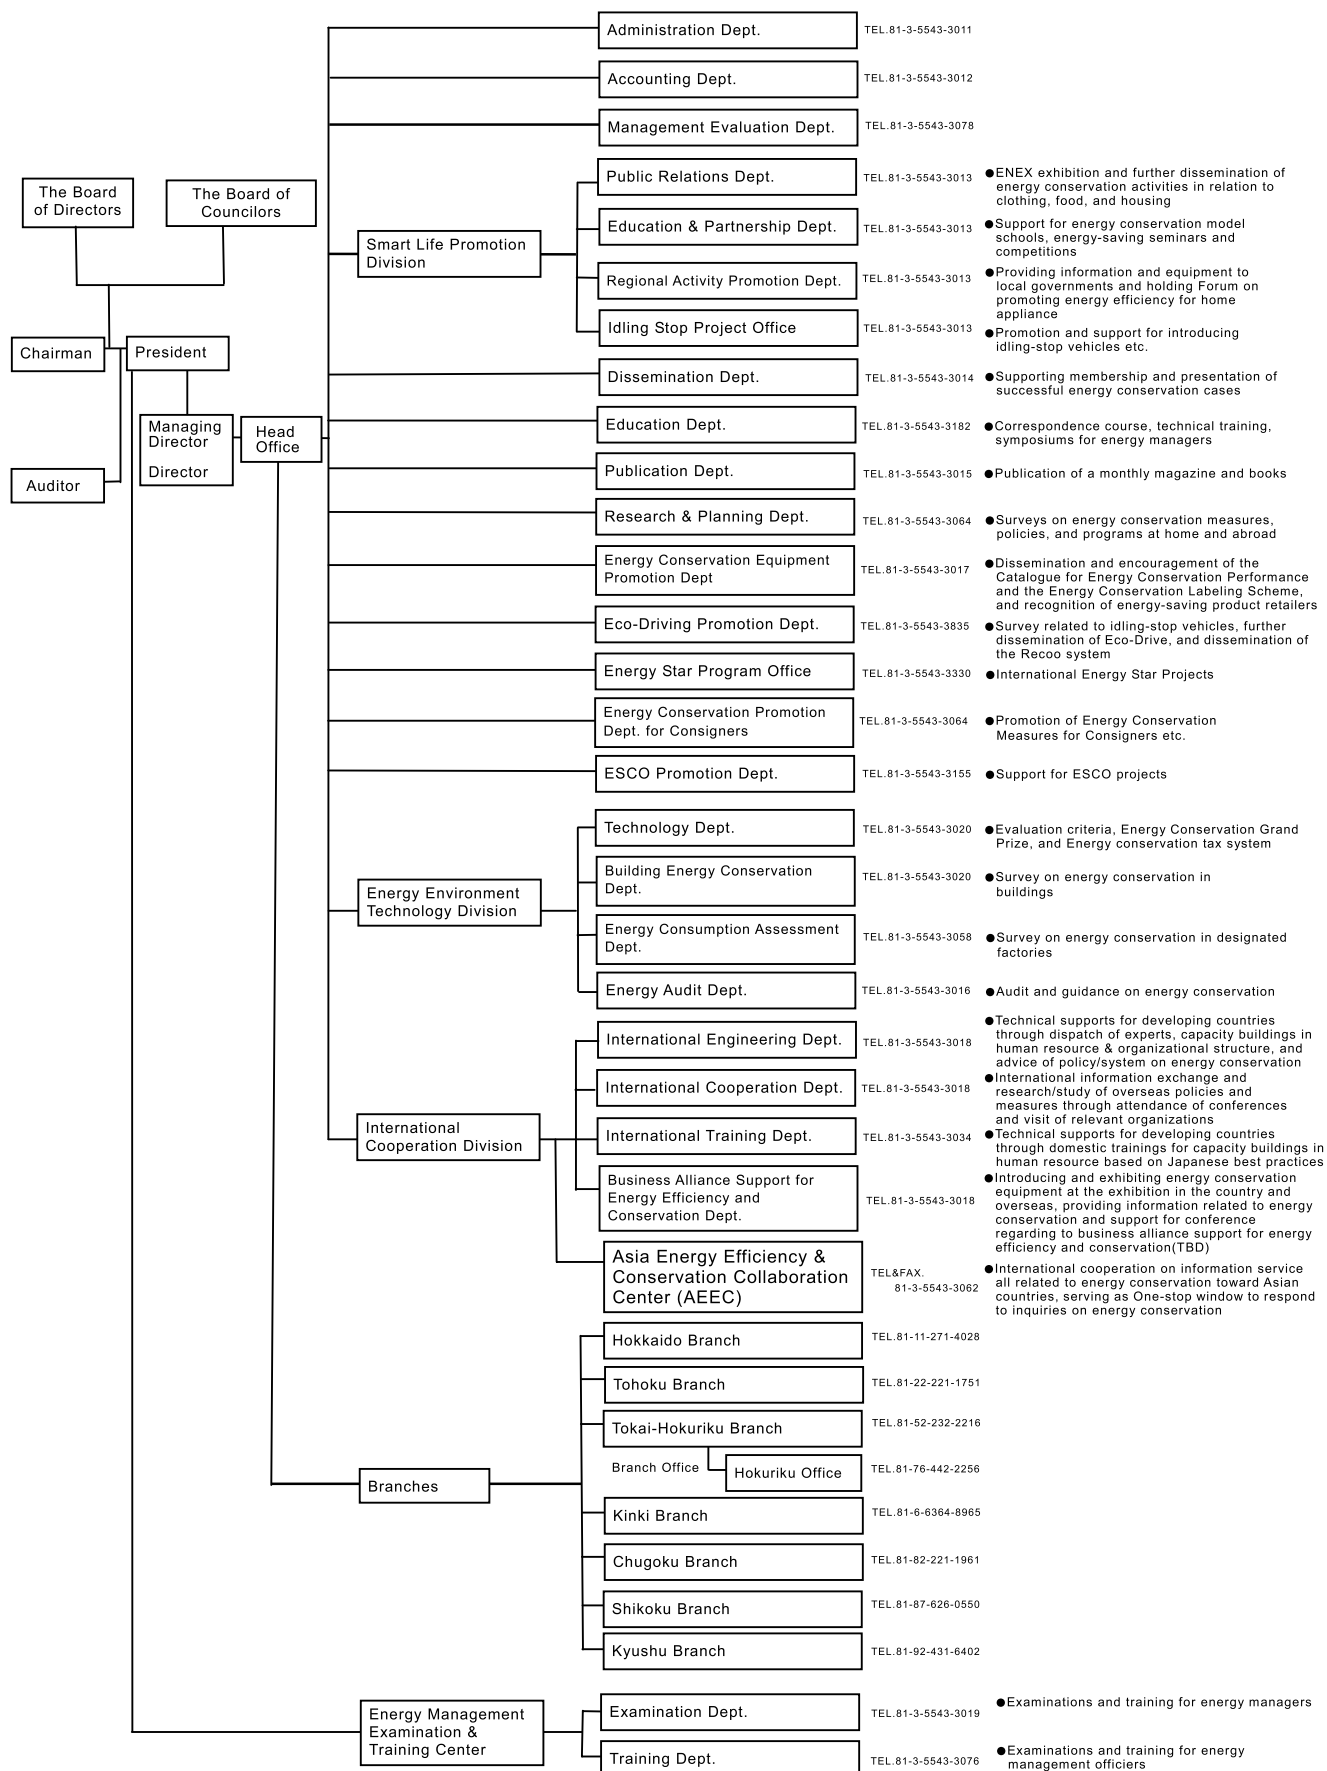 Administration Dept.
TEL.81-3-5543-3011
Accounting Dept.
TEL.81-3-5543-3012
Management Evaluation Dept.
TEL.81-3-5543-3078
The Board
of Directors
The Board of
Councilors
Chairman
President
Managing
Director
Director
Auditor
Head
Office
Smart Life Promotion
Division
Public Relations Dept.
TEL.81-3-5543-3013
●ENEX exhibition and further dissemination of
energy conservation activities in relation to
clothing, food, and housing
Education & Partnership Dept.
TEL.81-3-5543-3013
●Support for energy conservation model
schools, energy-saving seminars and
competitions
Regional Activity Promotion Dept.
TEL.81-3-5543-3013
●Providing information and equipment to
local governments and holding Forum on
promoting energy efficiency for home
appliance
Idling Stop Project Office
TEL.81-3-5543-3013
●Promotion and support for introducing
idling-stop vehicles etc.
Dissemination Dept.
TEL.81-3-5543-3014
●Supporting membership and presentation of
successful energy conservation cases
Education Dept.
TEL.81-3-5543-3182
●Correspondence course, technical training,
symposiums for energy managers
Publication Dept.
TEL.81-3-5543-3015
●Publication of a monthly magazine and books
Research & Planning Dept.
TEL.81-3-5543-3064
●Surveys on energy conservation measures,
policies, and programs at home and abroad
Energy Conservation Equipment
Promotion Dept
TEL.81-3-5543-3017
●Dissemination and encouragement of the
Catalogue for Energy Conservation Performance
and the Energy Conservation Labeling Scheme,
and recognition of energy-saving product retailers
Eco-Driving Promotion Dept.
TEL.81-3-5543-3835
●Survey related to idling-stop vehicles, further
dissemination of Eco-Drive, and dissemination of
the Recoo system
Energy Star Program Office
TEL.81-3-5543-3330
●International Energy Star Projects
Energy Conservation Promotion
Dept. for Consigners
TEL.81-3-5543-3064
●Promotion of Energy Conservation
Measures for Consigners etc.
ESCO Promotion Dept.
TEL.81-3-5543-3155
●Support for ESCO projects
Energy Environment
Technology Division
Technology Dept.
TEL.81-3-5543-3020
●Evaluation criteria, Energy Conservation Grand
Prize, and Energy conservation tax system
Building Energy Conservation
Dept.
TEL.81-3-5543-3020
●Survey on energy conservation in
buildings
Energy Consumption Assessment
Dept.
TEL.81-3-5543-3058
●Survey on energy conservation in designated
factories
Energy Audit Dept.
TEL.81-3-5543-3016
●Audit and guidance on energy conservation
International
Cooperation Division
International Engineering Dept.
TEL.81-3-5543-3018
●Technical supports for developing countries
through dispatch of experts, capacity buildings in
human resource & organizational structure, and
advice of policy/system on energy conservation
International Cooperation Dept.
TEL.81-3-5543-3018
●International information exchange and
research/study of overseas policies and
measures through attendance of conferences
and visit of relevant organizations
International Training Dept.
TEL.81-3-5543-3034
●Technical supports for developing countries
through domestic trainings for capacity buildings in
human resource based on Japanese best practices
Business Alliance Support for
Energy Efficiency and
Conservation Dept.
TEL.81-3-5543-3018
●Introducing and exhibiting energy conservation
equipment at the exhibition in the country and
overseas, providing information related to energy
conservation and support for conference
regarding to business alliance support for energy
efficiency and conservation(TBD)
Asia Energy Efficiency &
Conservation Collaboration
Center (AEEC)
TEL&FAX.
81-3-5543-3062
●International cooperation on information service
all related to energy conservation toward Asian
countries, serving as One-stop window to respond
to inquiries on energy conservation
Branches
Hokkaido Branch
TEL.81-11-271-4028
Tohoku Branch
TEL.81-22-221-1751
Tokai-Hokuriku Branch
TEL.81-52-232-2216
Branch Office
Hokuriku Office
TEL.81-76-442-2256
Kinki Branch
TEL.81-6-6364-8965
Chugoku Branch
TEL.81-82-221-1961
Shikoku Branch
TEL.81-87-626-0550
Kyushu Branch
TEL.81-92-431-6402
Energy Management
Examination &
Training Center
Examination Dept.
TEL.81-3-5543-3019
●Examinations and training for energy managers
Training Dept.
TEL.81-3-5543-3076
●Examinations and training for energy
management officiers